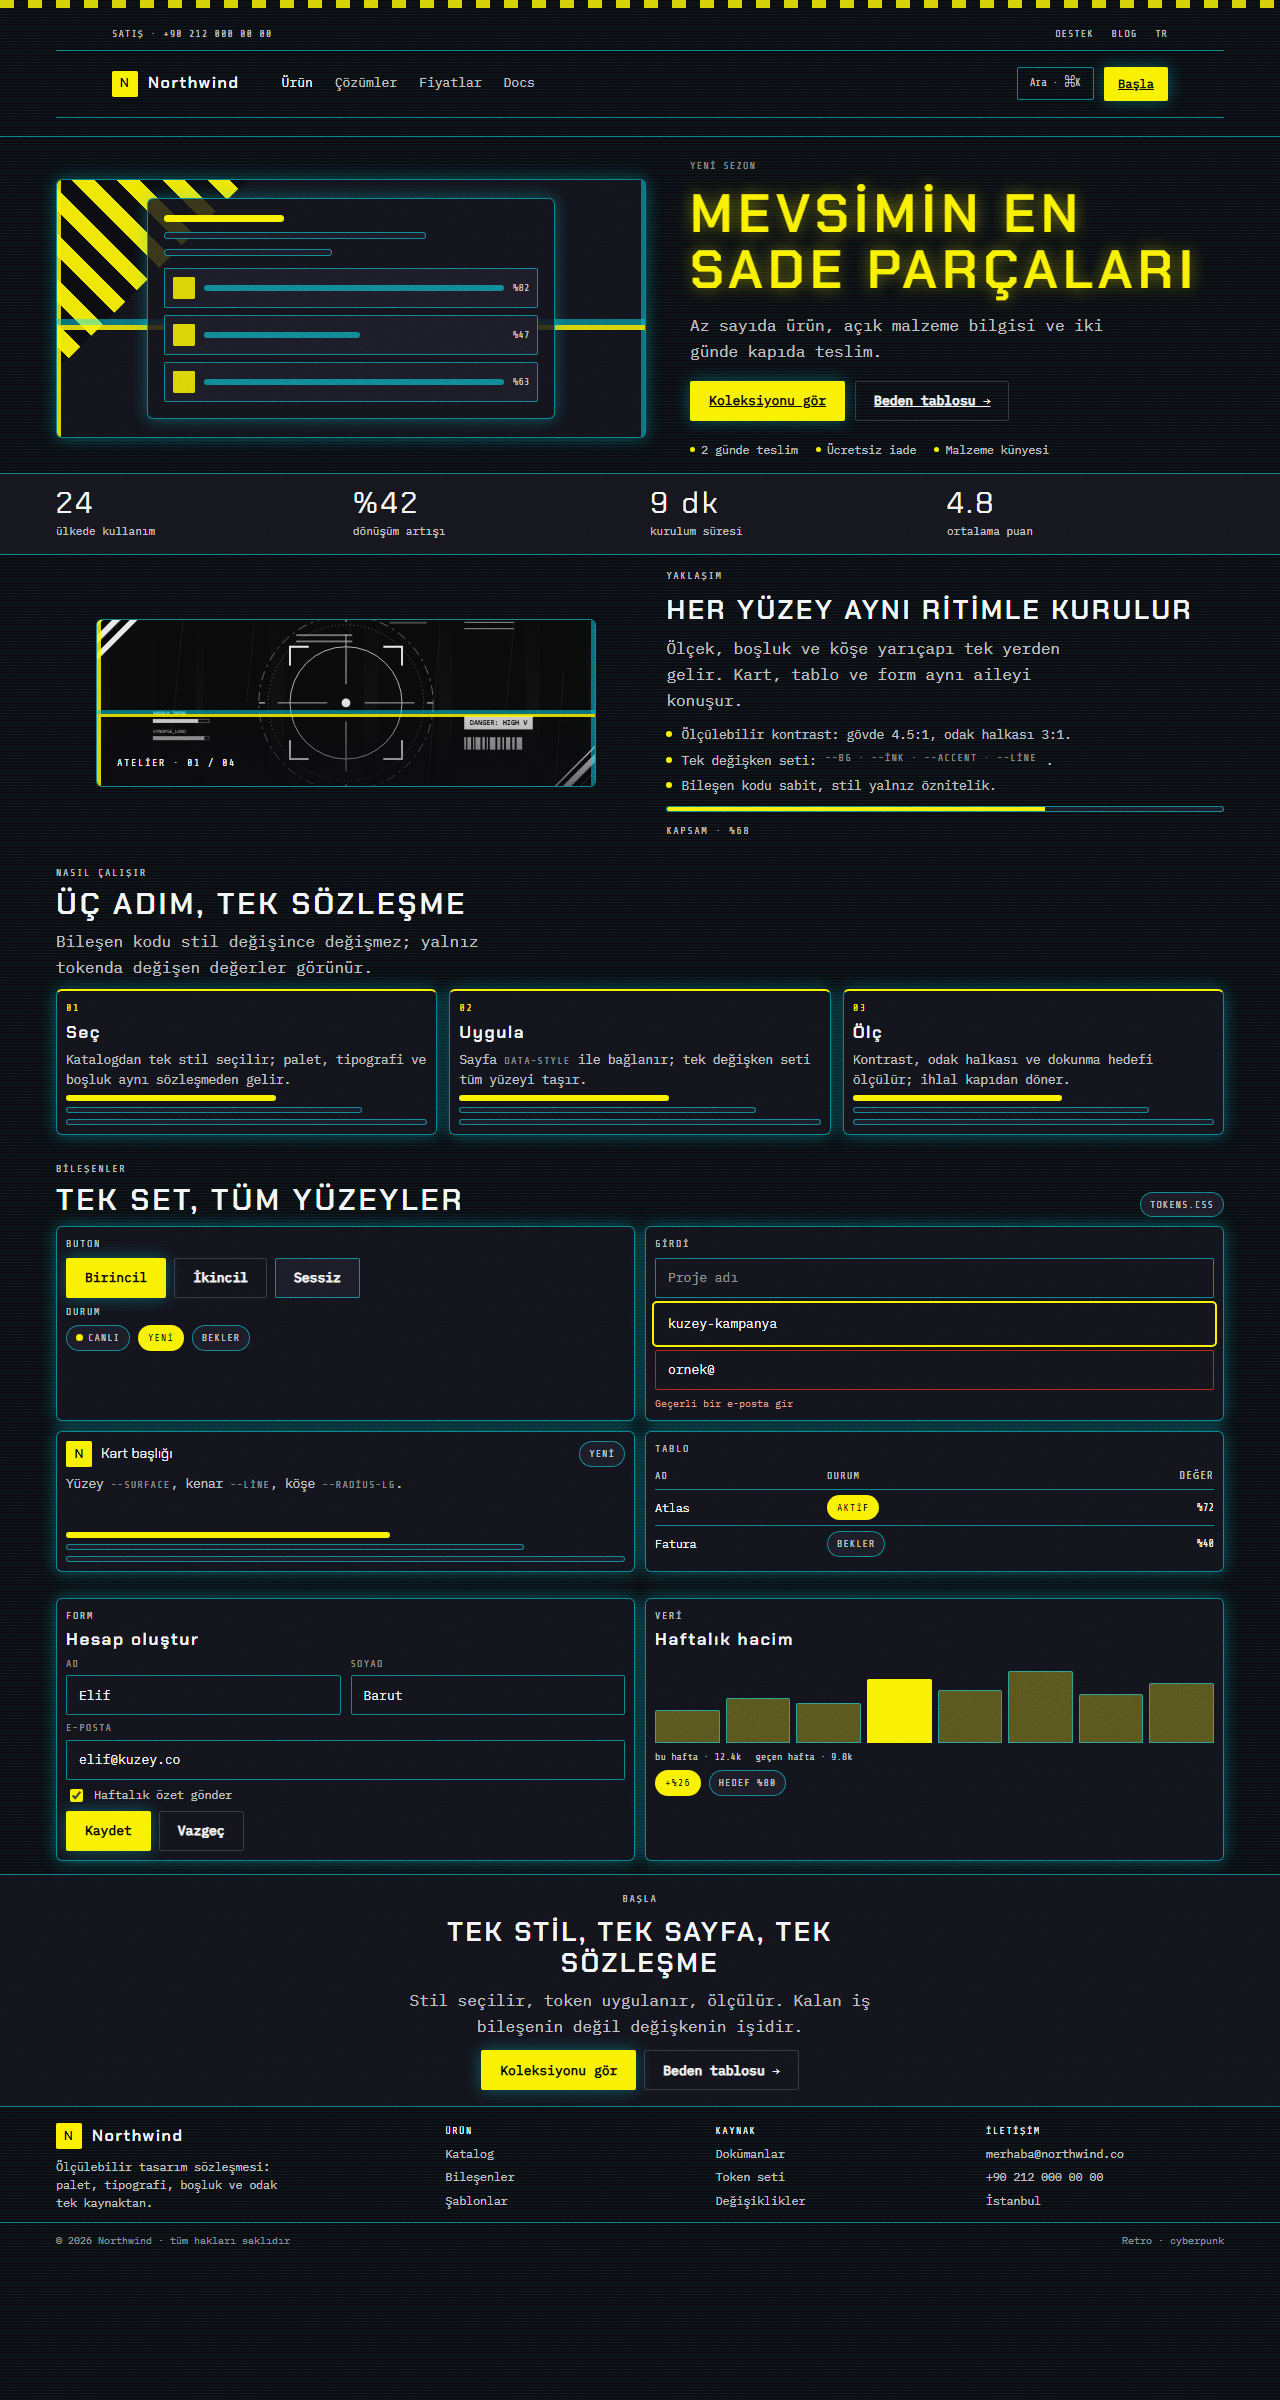 SATIŞ · +90 212 000 00 00
DESTEK BLOG TR
N Northwind Ürün Çözümler Fiyatlar Docs Ara · ⌘K Başla
YENİ SEZON
MEVSİMİN EN
SADE PARÇALARI
Az sayıda ürün, açık malzeme bilgisi ve iki
günde kapıda teslim.
Koleksiyonu gör Beden tablosu →
2 günde teslim Ücretsiz iade Malzeme künyesi
%82
%47
%63
24 %42 9 dk 4.8
ülkede kullanım dönüşüm artışı kurulum süresi ortalama puan
DANGER: HIGH V
ATELİER · 01 / 04
YAKLAŞIM
HER YÜZEY AYNI RİTİMLE KURULUR
Ölçek, boşluk ve köşe yarıçapı tek yerden
gelir. Kart, tablo ve form aynı aileyi
konuşur.
Ölçülebilir kontrast: gövde 4.5:1, odak halkası 3:1.
Tek değişken seti: --BG · --İNK · --ACCENT · --LİNE .
Bileşen kodu sabit, stil yalnız öznitelik.
KAPSAM · %68
NASIL ÇALIŞIR
ÜÇ ADIM, TEK SÖZLEŞME
Bileşen kodu stil değişince değişmez; yalnız
tokenda değişen değerler görünür.
01
Seç
Katalogdan tek stil seçilir; palet, tipografi ve
boşluk aynı sözleşmeden gelir.
02
Uygula
Sayfa DATA-STYLE ile bağlanır; tek değişken seti
tüm yüzeyi taşır.
03
Ölç
Kontrast, odak halkası ve dokunma hedefi
ölçülür; ihlal kapıdan döner.
BİLEŞENLER
TEK SET, TÜM YÜZEYLER
TOKENS.CSS
BUTON
Birincil İkincil Sessiz
DURUM
CANLI YENİ BEKLER
GİRDİ
Proje adı
kuzey-kampanya
ornek@
Geçerli bir e-posta gir
N Kart başlığı YENİ
Yüzey --SURFACE, kenar --LİNE, köşe --RADİUS-LG.
TABLO
AD DURUM DEĞER
Atlas AKTİF %72
Fatura BEKLER %40
FORM
Hesap oluştur
AD SOYAD
Elif Barut
E-POSTA
elif@kuzey.co
Haftalık özet gönder
Kaydet Vazgeç
VERİ
Haftalık hacim
bu hafta · 12.4k geçen hafta · 9.8k
+%26 HEDEF %80
BAŞLA
TEK STİL, TEK SAYFA, TEK
SÖZLEŞME
Stil seçilir, token uygulanır, ölçülür. Kalan iş
bileşenin değil değişkenin işidir.
Koleksiyonu gör Beden tablosu →
N Northwind
Ölçülebilir tasarım sözleşmesi:
palet, tipografi, boşluk ve odak
tek kaynaktan.
ÜRÜN
Katalog
Bileşenler
Şablonlar
KAYNAK
Dokümanlar
Token seti
Değişiklikler
İLETİŞİM
merhaba@northwind.co
+90 212 000 00 00
İstanbul
© 2026 Northwind · tüm hakları saklıdır
Retro · cyberpunk